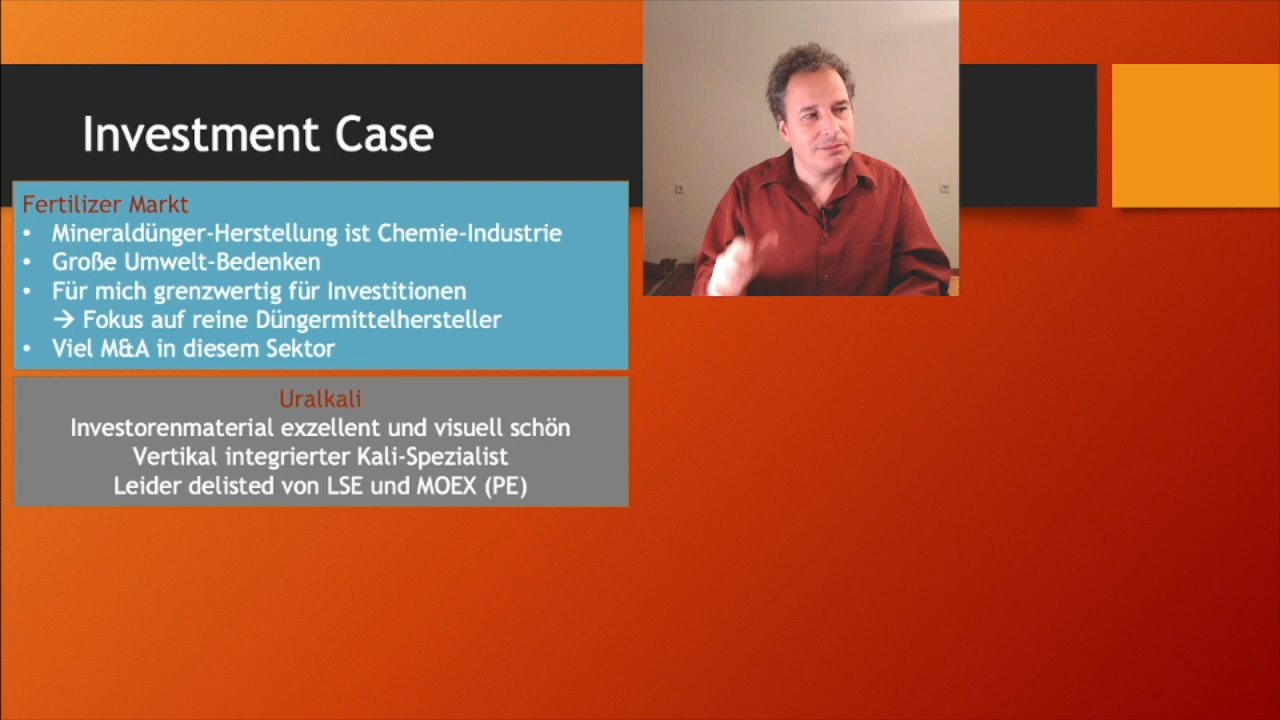 Investment Case
Fertilizer Markt
• Mineraldünger-Herstellung ist Chemie-Industrie
• Große Umwelt-Bedenken
• Für mich grenzwertig für Investitionen
→ Fokus auf reine Düngermittelhersteller
• Viel M&A in diesem Sektor
Uralkali
Investorenmaterial exzellent und visuell schön
Vertikal integrierter Kali-Spezialist
Leider delisted von LSE und MOEX (PE)